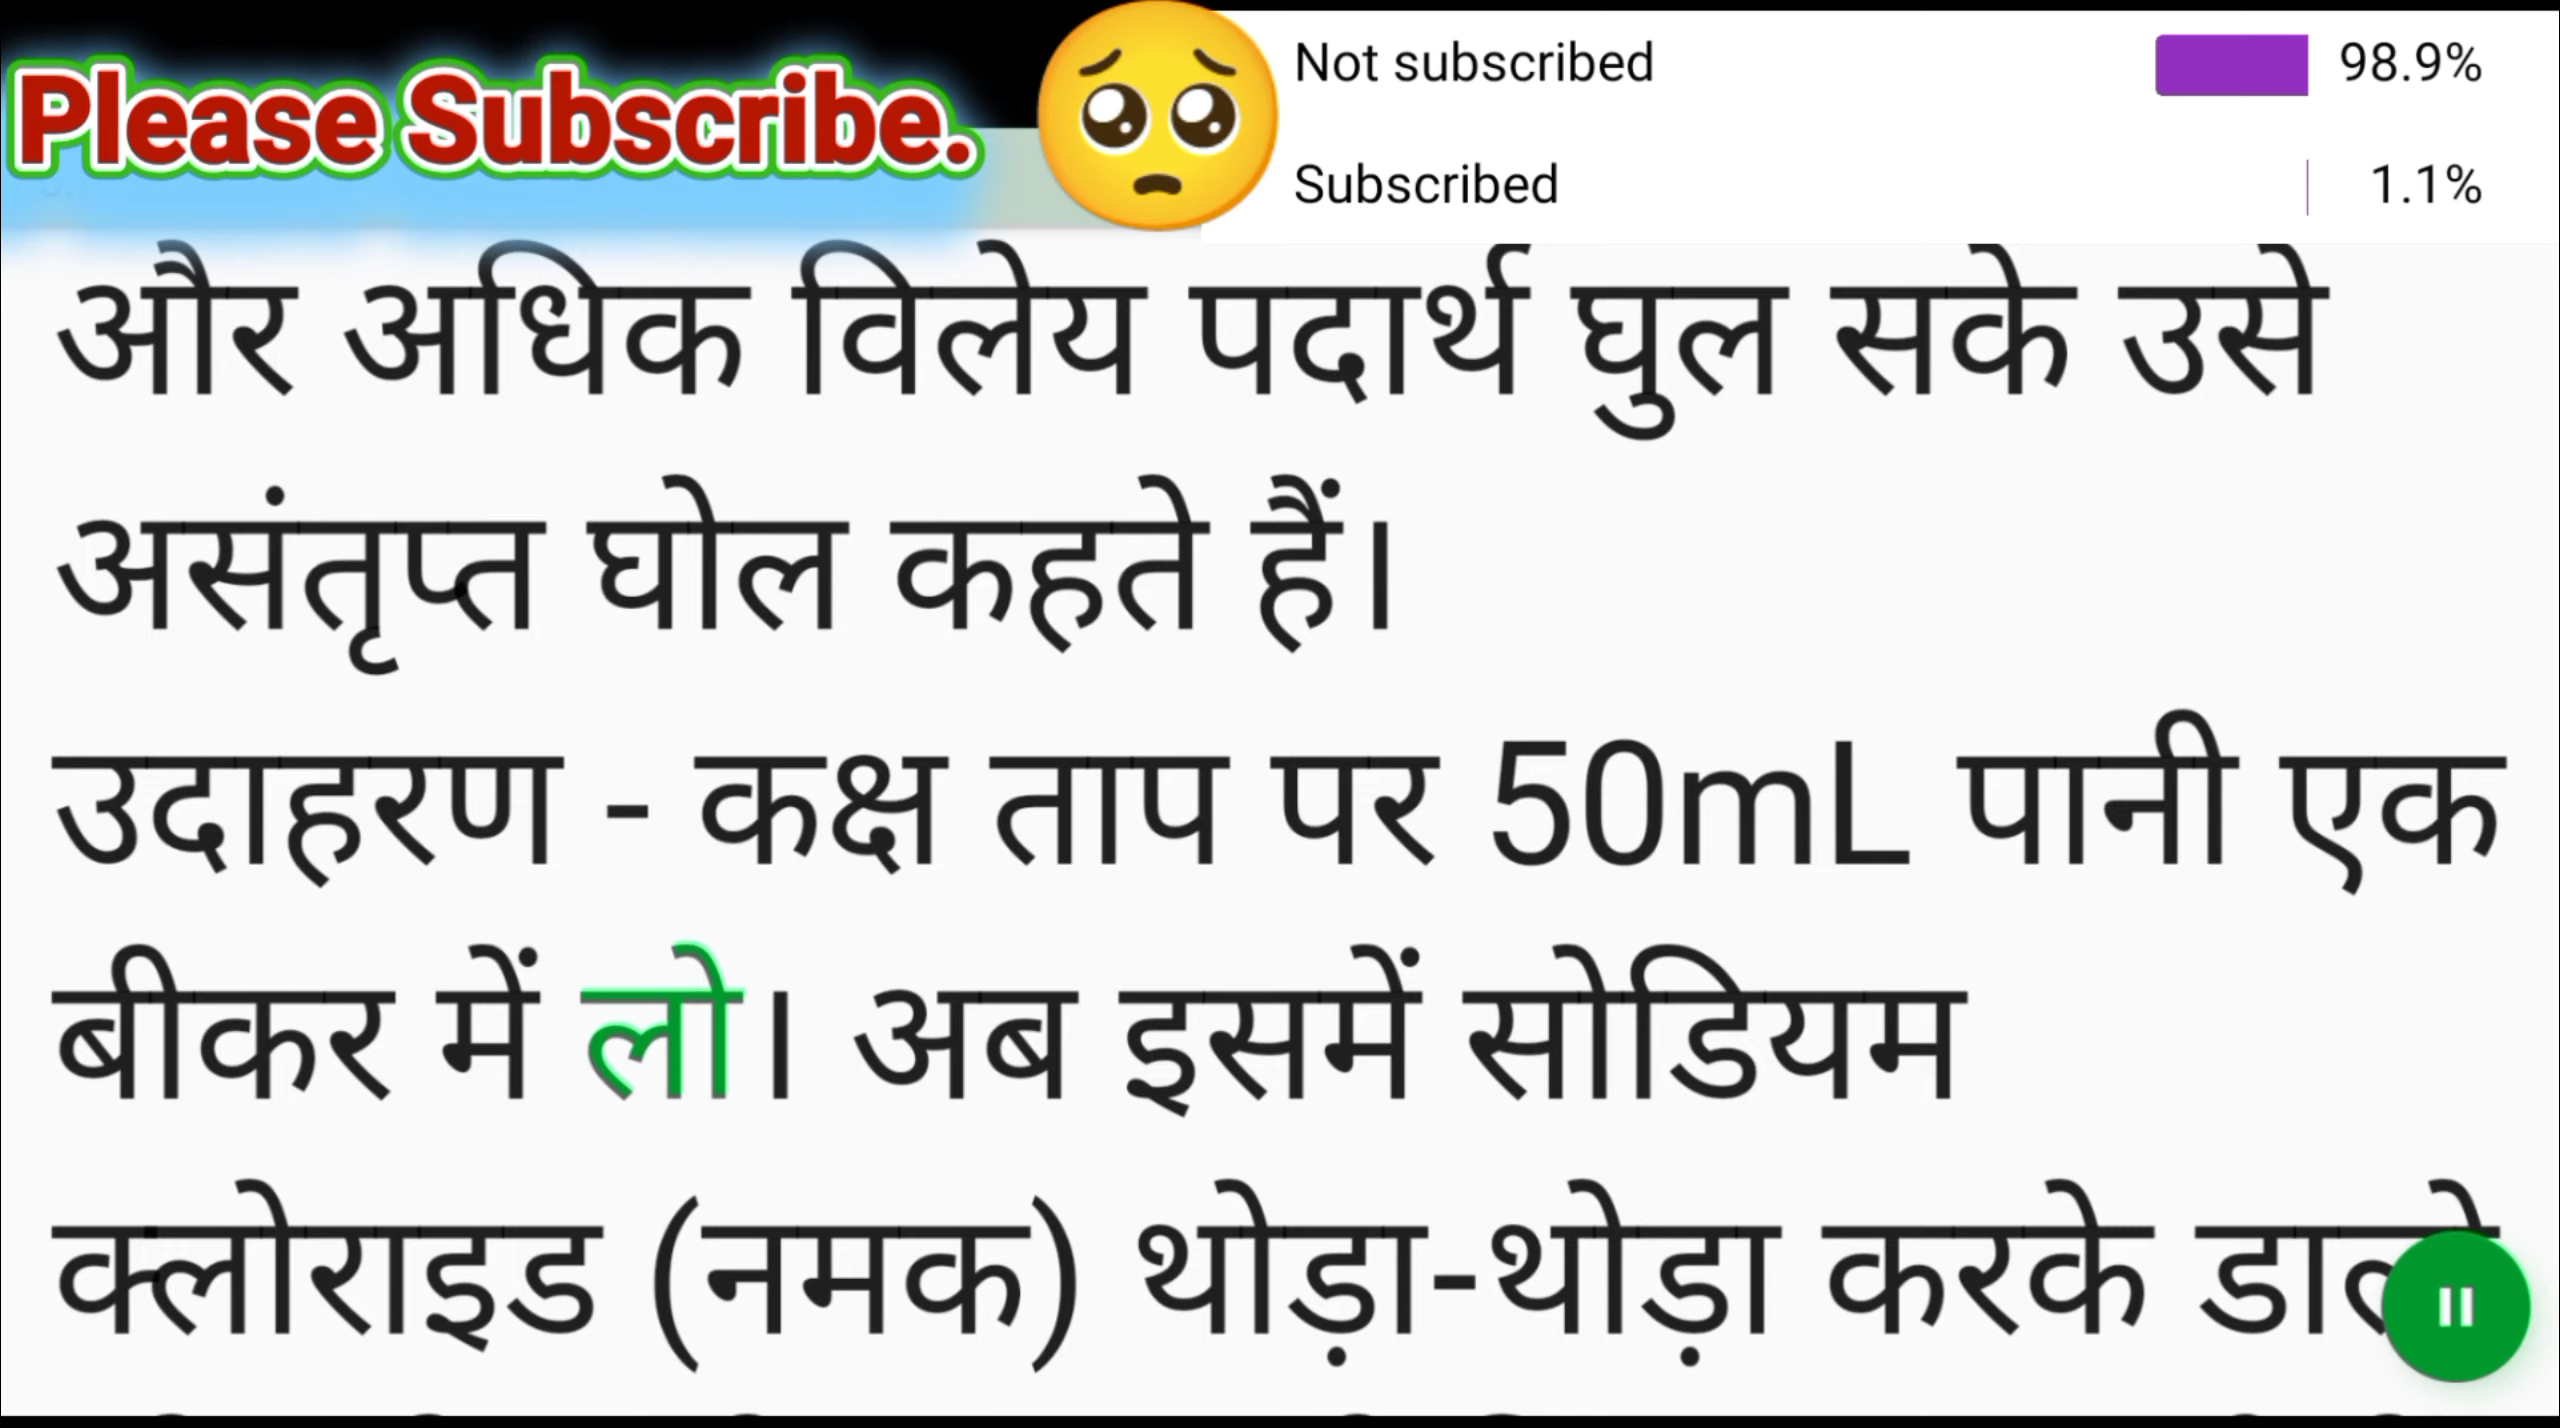 Please Subscribe.
Not subscribed 98.9%
Subscribed 1.1%
और अधिक विलेय पदार्थ घुल सके उसे
असंतृप्त घोल कहते हैं।
उदाहरण - कक्ष ताप पर 50mL पानी एक
बीकर में लो। अब इसमें सोडियम
क्लोराइड (नमक) थोड़ा-थोड़ा करके